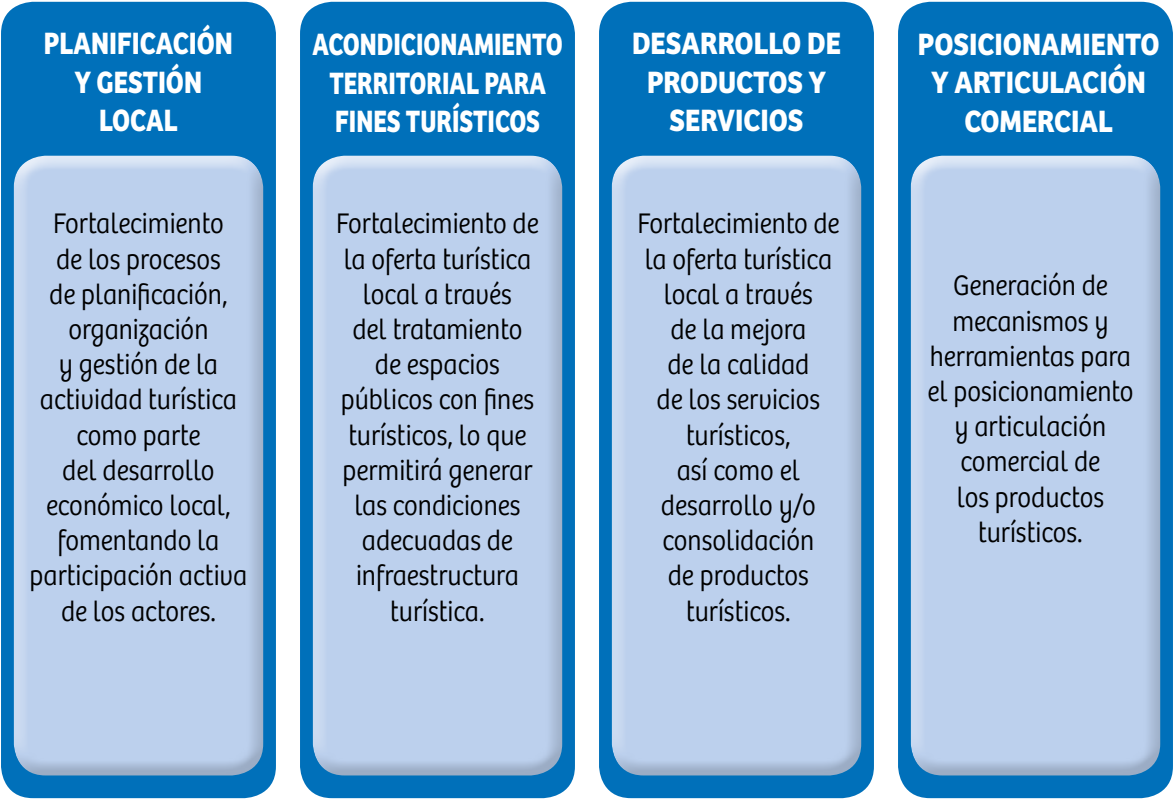 PLANIFICACIÓN
Y GESTIÓN
LOCAL
Fortalecimiento
de los procesos
de planificación,
organización
y gestión de la
actividad turística
como parte
del desarrollo
económico local,
fomentando la
participación activa
de los actores.
ACONDICIONAMIENTO
TERRITORIAL PARA
FINES TURÍSTICOS
Fortalecimiento de
la oferta turística
local a través
del tratamiento
de espacios
públicos con fines
turísticos, lo que
permitirá generar
las condiciones
adecuadas de
infraestructura
turística.
DESARROLLO DE
PRODUCTOS Y
SERVICIOS
Fortalecimiento de
la oferta turística
local a través
de la mejora
de la calidad
de los servicios
turísticos,
así como el
desarrollo y/o
consolidación
de productos
turísticos.
POSICIONAMIENTO
Y ARTICULACIÓN
COMERCIAL
Generación de
mecanismos y
herramientas para
el posicionamiento
y articulación
comercial de
los productos
turísticos.